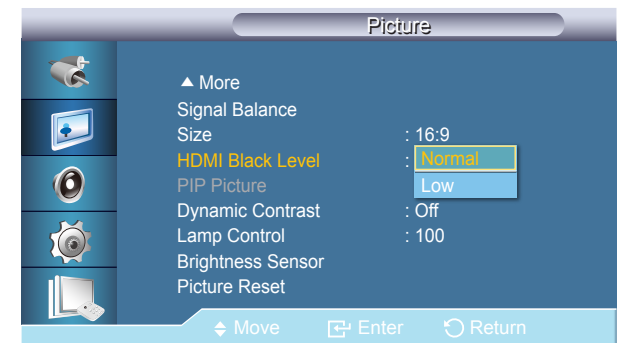 Picture
▲ More
Signal Balance
Size : 16:9
HDMI Black Level : Normal
PIP Picture Low
Dynamic Contrast : Off
Lamp Control : 100
Brightness Sensor
Picture Reset
Move Enter Return